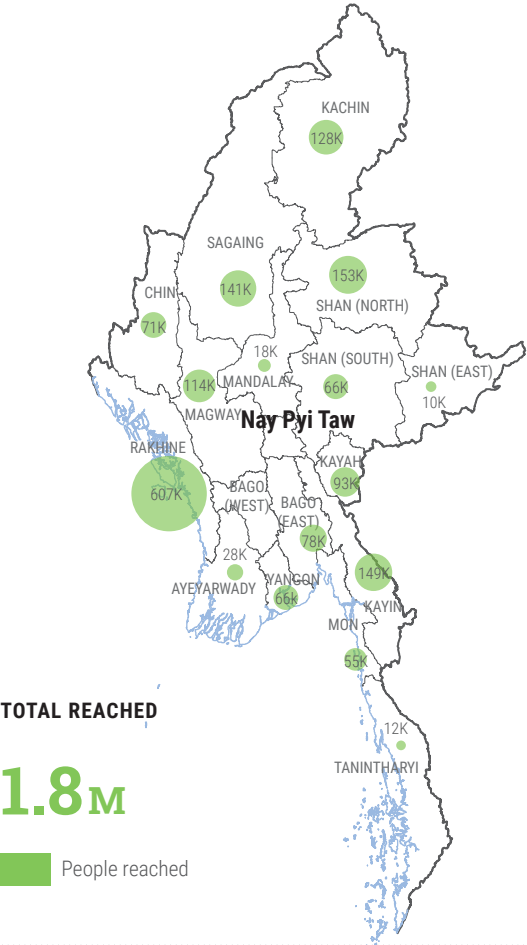 KACHIN
128K
SAGAING
141K
153K
SHAN (NORTH)
CHIN
71K
18K
MANDALAY
SHAN (SOUTH)
66K
SHAN (EAST)
10K
114K
MAGWAY
Nay Pyi Taw
RAKHINE
607K
KAYAH
93K
BAGO
(WEST)
BAGO
(EAST)
78K
28K
AYEYARWADY
YANGON
66k
149K
KAYIN
MON
55K
12K
TANINTHARYI
TOTAL REACHED
1.8M
People reached